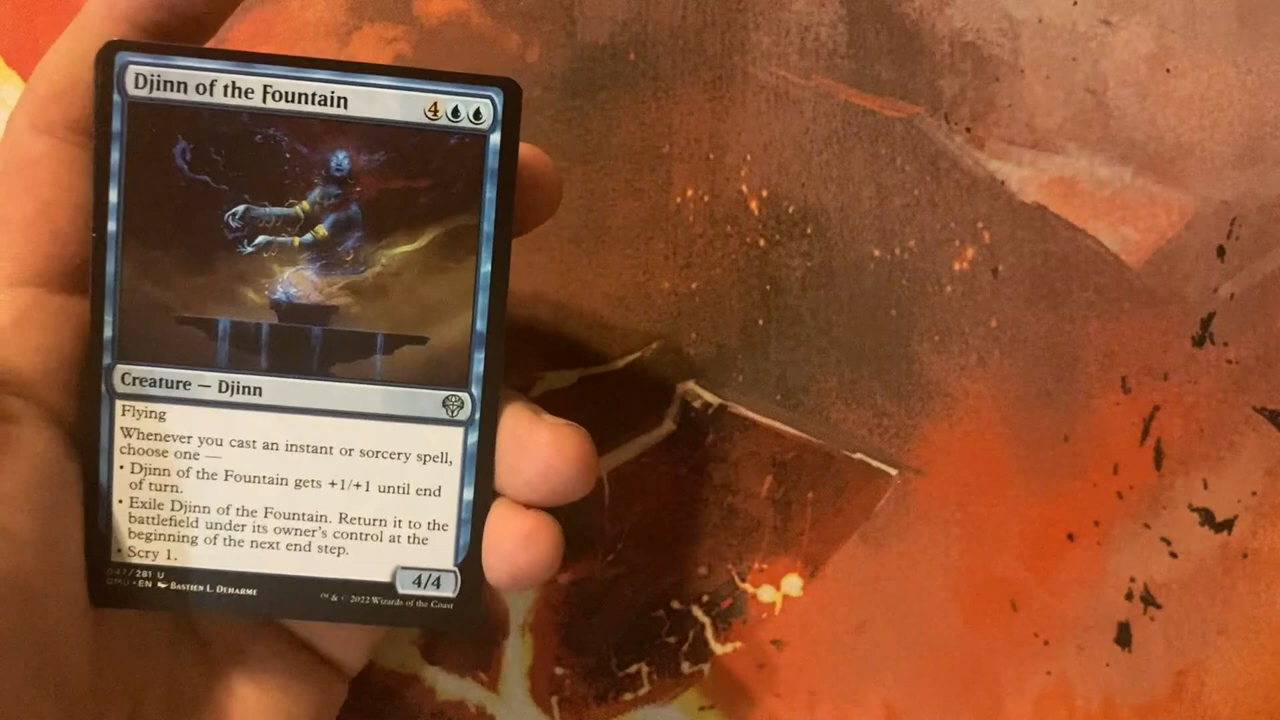 Djinn of the Fountain
4
Creature — Djinn
Flying
Whenever you cast an instant or sorcery spell,
choose one —
• Djinn of the Fountain gets +1/+1 until end
of turn.
• Exile Djinn of the Fountain. Return it to the
battlefield under its owner's control at the
beginning of the next end step.
• Scry 1.
4/4
047/281 U
DMU • EN Bastien L. Deharme
™ & © 2022 Wizards of the Coast